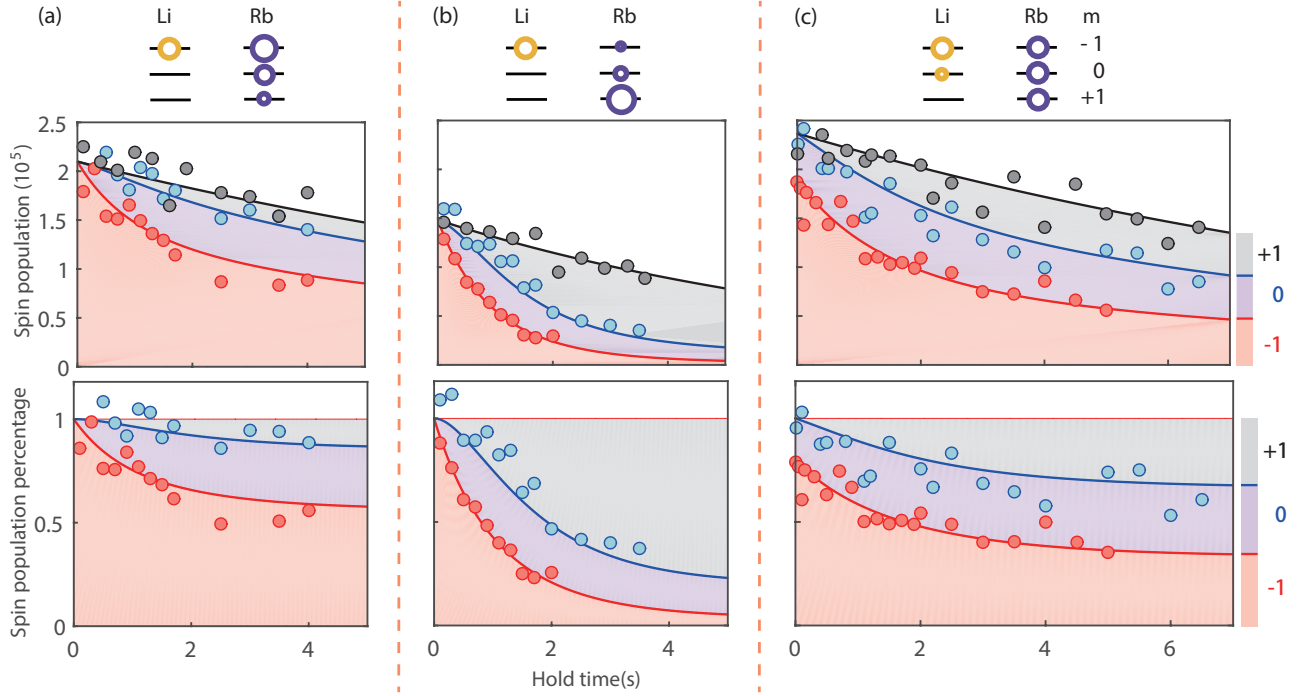 (a) Li Rb
(b) Li Rb
(c) Li Rb m
- 1
0
+1
Spin population (10⁵)
2.5
2
1.5
1
0.5
0
+1
0
-1
Spin population percentage
1
0.5
0
+1
0
-1
0 2 4
0 2 4
0 2 4 6
Hold time(s)